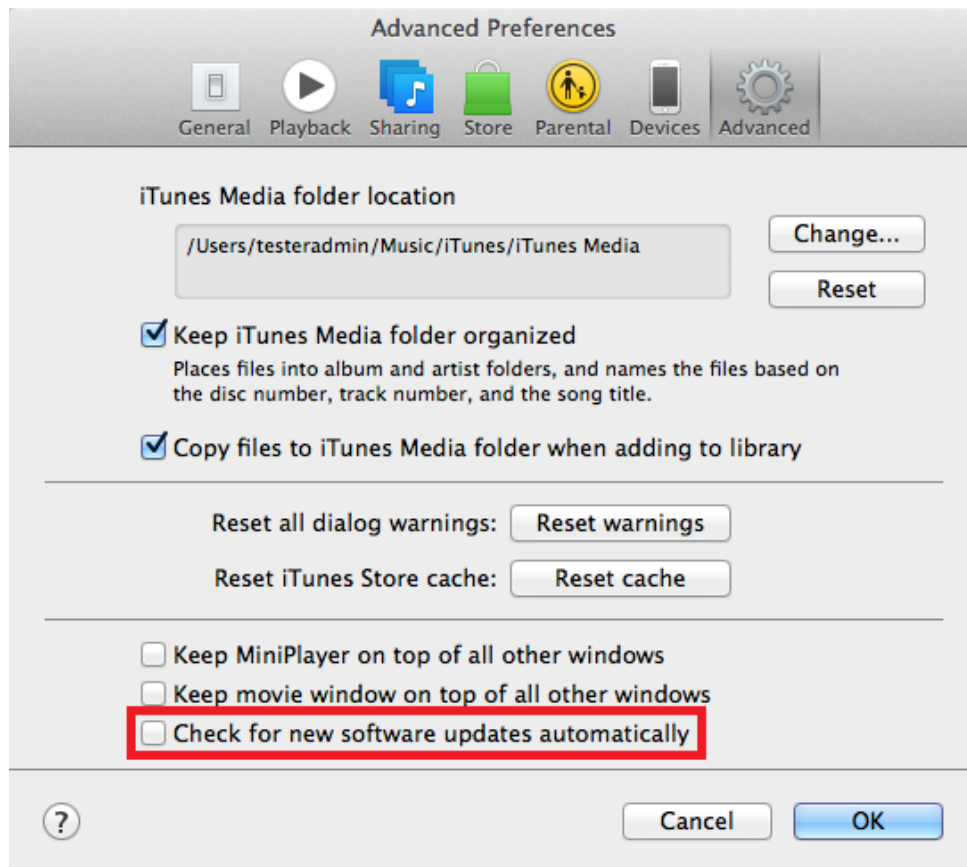 Advanced Preferences
General Playback Sharing Store Parental Devices Advanced
iTunes Media folder location
/Users/testeradmin/Music/iTunes/iTunes Media
Change...
Reset
Keep iTunes Media folder organized
Places files into album and artist folders, and names the files based on
the disc number, track number, and the song title.
Copy files to iTunes Media folder when adding to library
Reset all dialog warnings: Reset warnings
Reset iTunes Store cache: Reset cache
Keep MiniPlayer on top of all other windows
Keep movie window on top of all other windows
Check for new software updates automatically
? Cancel OK